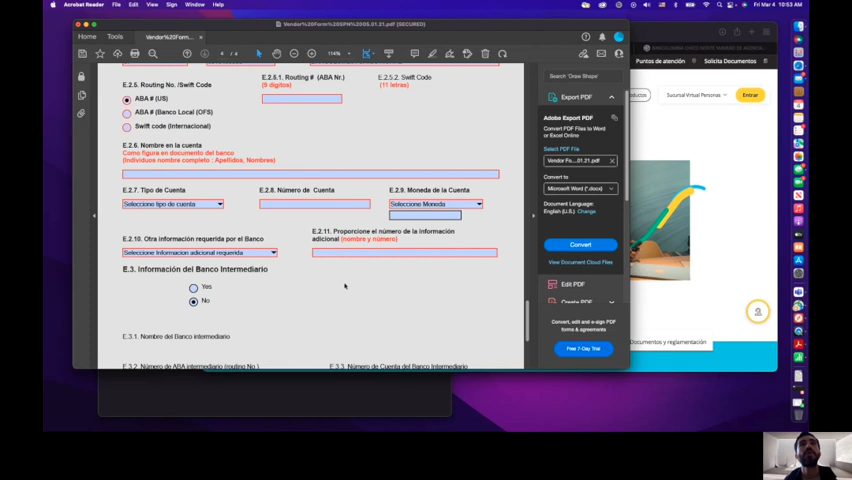 Acrobat Reader File Edit View Sign Window Help
Fri Mar 4 10:53 AM
Vendor%20Form%20SPH%2005.01.21.pdf (SECURED)
Home Tools Vendor%20Form... ×
4 / 4 114%
E.2.5. Routing No. /Swift Code
ABA # (US)
ABA # (Banco Local (OFS)
Swift code (Internacional)
E.2.5.1. Routing # (ABA Nr.)
(9 digitos)
E.2.5.2. Swift Code
(11 letras)
E.2.6. Nombre en la cuenta
Como figura en documento del banco
(Individuos nombre completo : Apellidos, Nombres)
E.2.7. Tipo de Cuenta
Seleccione tipo de cuenta
E.2.8. Número de Cuenta
E.2.9. Moneda de la Cuenta
Seleccione Moneda
E.2.10. Otra información requerida por el Banco
Seleccione Informacion adicional requerida
E.2.11. Proporcione el número de la información
adicional (nombre y número)
E.3. Información del Banco Intermediario
Yes
No
E.3.1. Nombre del Banco intermediario
E.3.2. Número de ABA intermediario (routing No.)
E.3.3. Número de Cuenta del Banco Intermediario
Search 'Draw Shape'
Export PDF
Adobe Export PDF
Convert PDF Files to Word
or Excel Online
Select PDF File
Vendor Fo....01.21.pdf
Convert to
Microsoft Word (*.docx)
Document Language:
English (U.S.) Change
Convert
View Document Cloud Files
Edit PDF
Create PDF
Convert, edit and e-sign PDF
forms & agreements
Free 7-Day Trial
Puntos de atención
Solicita Documentos
Sucursal Virtual Personas
Entrar
Documentos y reglamentación